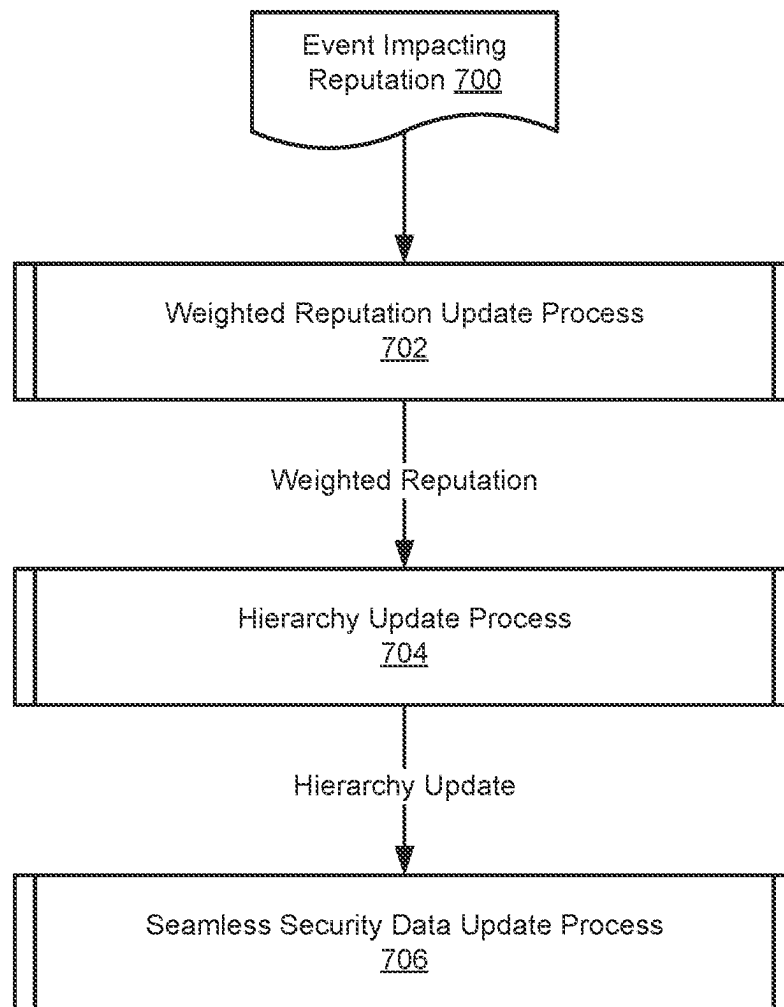 Event Impacting
Reputation 700
Weighted Reputation Update Process
702
Weighted Reputation
Hierarchy Update Process
704
Hierarchy Update
Seamless Security Data Update Process
706